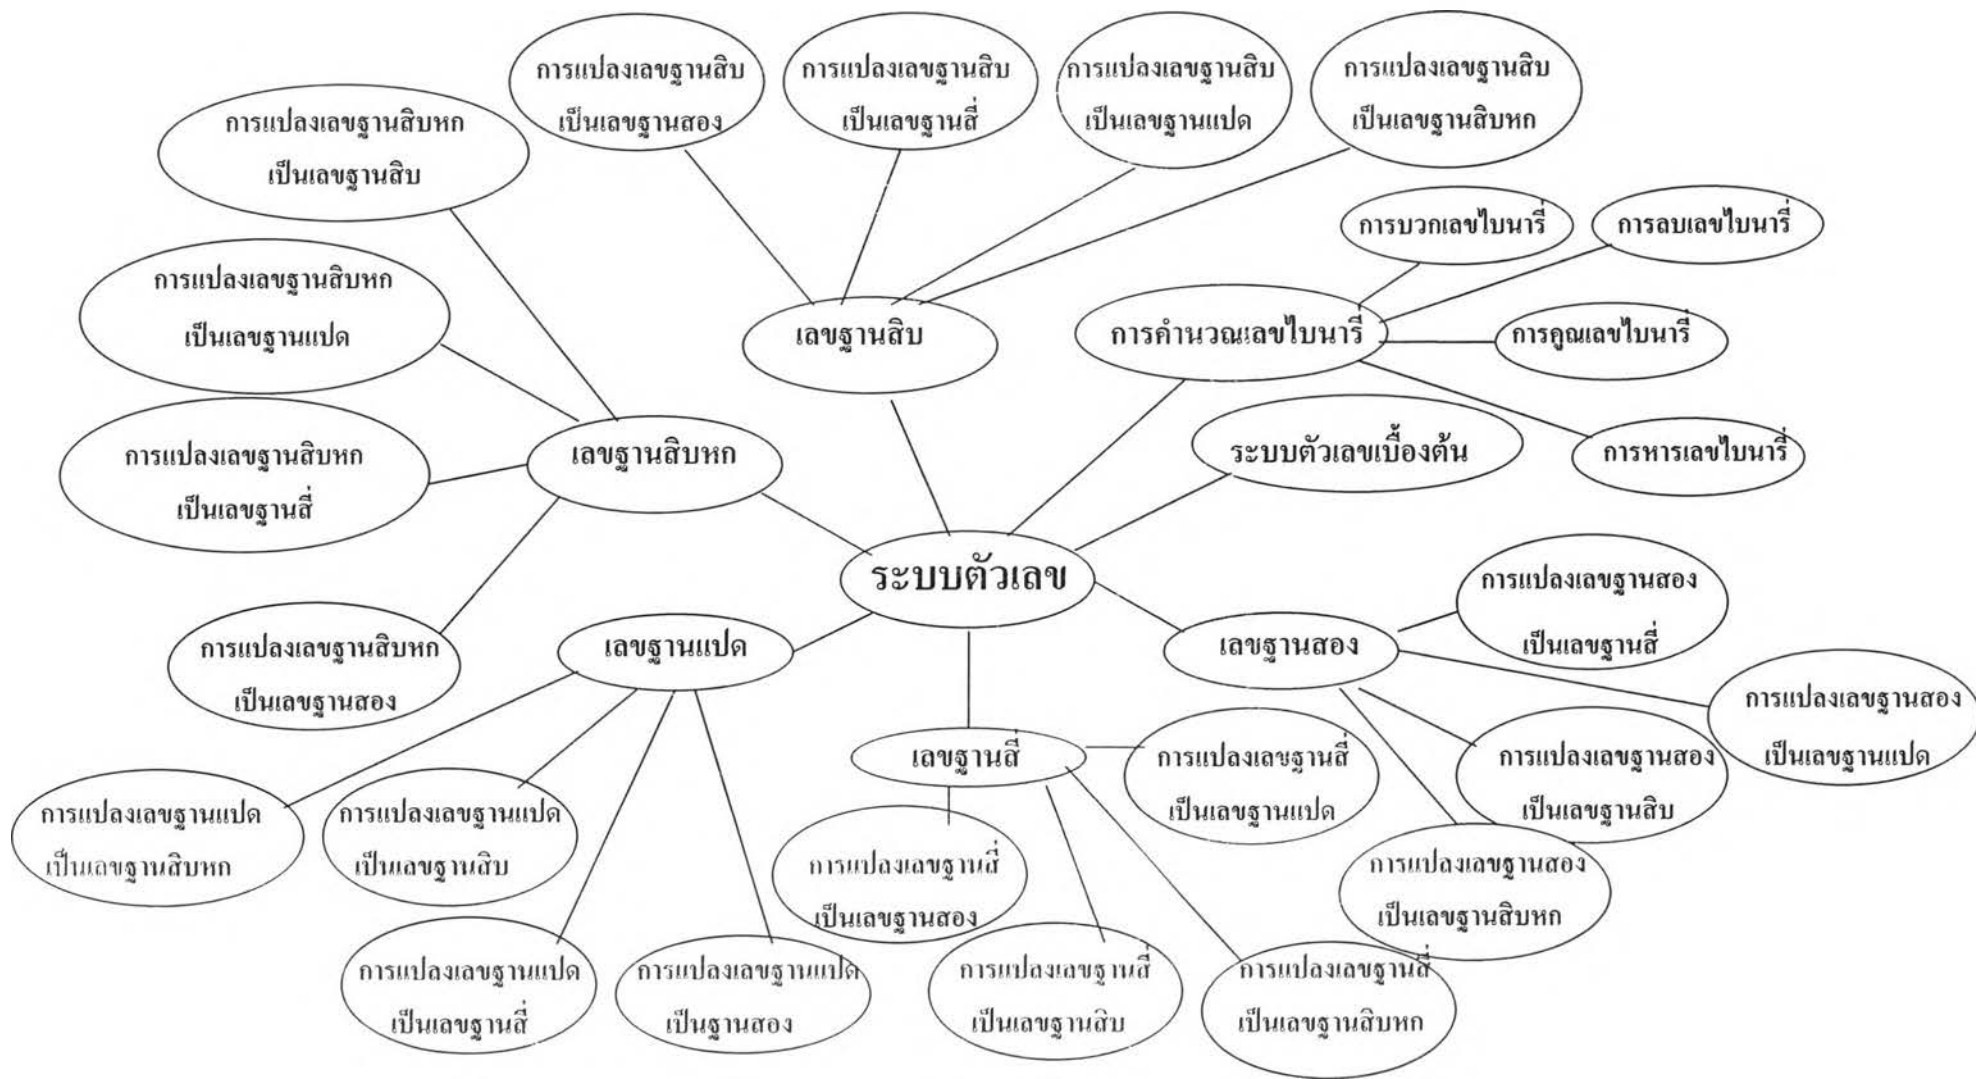 การแปลงเลขฐานสิบ
เป็นเลขฐานสอง
การแปลงเลขฐานสิบ
เป็นเลขฐานสี่
การแปลงเลขฐานสิบ
เป็นเลขฐานแปด
การแปลงเลขฐานสิบ
เป็นเลขฐานสิบหก
การแปลงเลขฐานสิบหก
เป็นเลขฐานสิบ
การบวกเลขไบนารี่
การลบเลขไบนารี่
การแปลงเลขฐานสิบหก
เป็นเลขฐานแปด
เลขฐานสิบ
การคำนวณเลขไบนารี่
การคูณเลขไบนารี่
การแปลงเลขฐานสิบหก
เป็นเลขฐานสี่
เลขฐานสิบหก
ระบบตัวเลขเบื้องต้น
การหารเลขไบนารี่
ระบบตัวเลข
การแปลงเลขฐานสอง
เป็นเลขฐานสี่
การแปลงเลขฐานสิบหก
เป็นเลขฐานสอง
เลขฐานแปด
เลขฐานสอง
การแปลงเลขฐานสอง
เป็นเลขฐานแปด
เลขฐานสี่
การแปลงเลขฐานสี่
เป็นเลขฐานแปด
การแปลงเลขฐานสอง
เป็นเลขฐานสิบ
การแปลงเลขฐานแปด
เป็นเลขฐานสิบหก
การแปลงเลขฐานแปด
เป็นเลขฐานสิบ
การแปลงเลขฐานสี่
เป็นเลขฐานสอง
การแปลงเลขฐานสอง
เป็นเลขฐานสิบหก
การแปลงเลขฐานแปด
เป็นเลขฐานสี่
การแปลงเลขฐานแปด
เป็นฐานสอง
การแปลงเลขฐานสี่
เป็นเลขฐานสิบ
การแปลงเลขฐานสี่
เป็นเลขฐานสิบหก